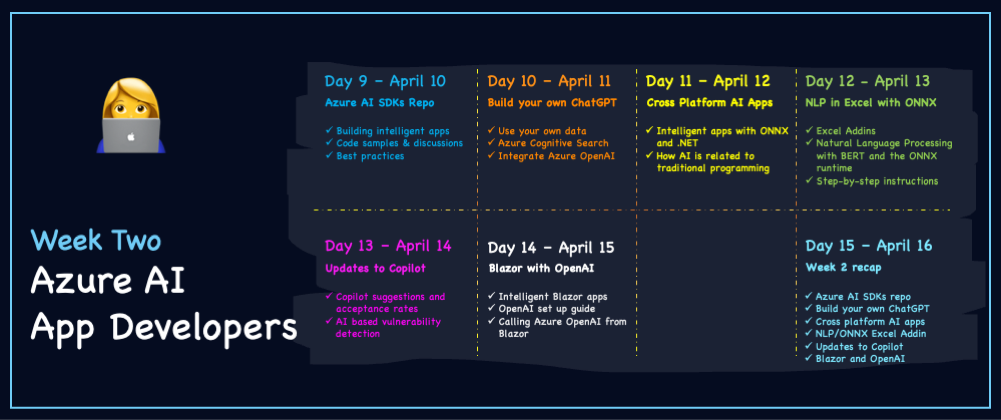 Week Two
Azure AI
App Developers
Day 9 – April 10
Azure AI SDKs Repo
✓ Building intelligent apps
✓ Code samples & discussions
✓ Best practices
Day 10 – April 11
Build your own ChatGPT
✓ Use your own data
✓ Azure Cognitive Search
✓ Integrate Azure OpenAI
Day 11 – April 12
Cross Platform AI Apps
✓ Intelligent apps with ONNX
and .NET
✓ How AI is related to
traditional programming
Day 12 – April 13
NLP in Excel with ONNX
✓ Excel Addins
✓ Natural Language Processing
with BERT and the ONNX
runtime
✓ Step-by-step instructions
Day 13 – April 14
Updates to Copilot
✓ Copilot suggestions and
acceptance rates
✓ AI based vulnerability
detection
Day 14 – April 15
Blazor with OpenAI
✓ Intelligent Blazor apps
✓ OpenAI set up guide
✓ Calling Azure OpenAI from
Blazor
Day 15 – April 16
Week 2 recap
✓ Azure AI SDKs repo
✓ Build your own ChatGPT
✓ Cross platform AI apps
✓ NLP/ONNX Excel Addin
✓ Updates to Copilot
✓ Blazor and OpenAI